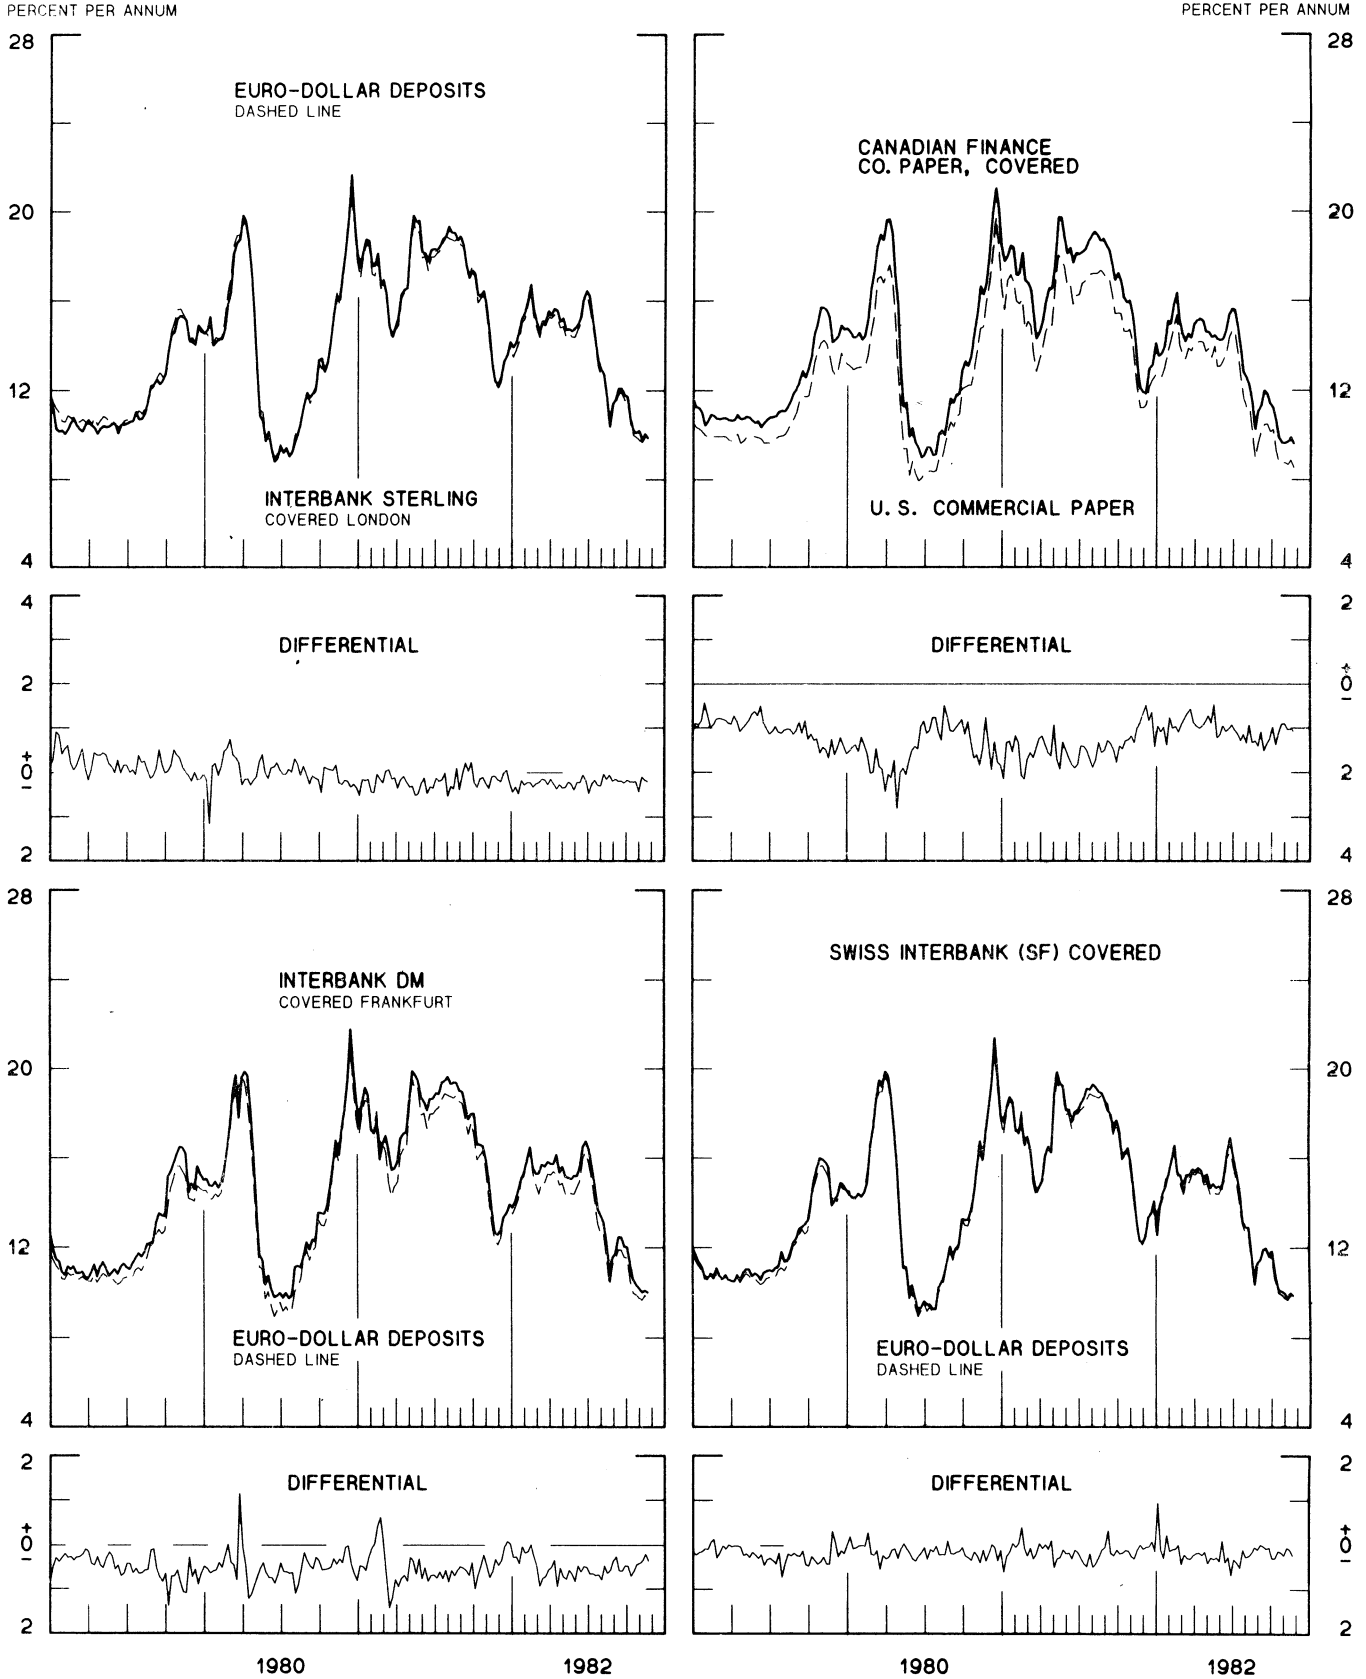 PERCENT PER ANNUM
PERCENT PER ANNUM
28
EURO-DOLLAR DEPOSITS
DASHED LINE
20
12
INTERBANK STERLING
COVERED LONDON
4
28
CANADIAN FINANCE
CO. PAPER, COVERED
20
12
U. S. COMMERCIAL PAPER
4
4
DIFFERENTIAL
2
+
0
−
2
2
DIFFERENTIAL
+
0
−
2
4
28
INTERBANK DM
COVERED FRANKFURT
20
12
EURO-DOLLAR DEPOSITS
DASHED LINE
4
28
SWISS INTERBANK (SF) COVERED
20
12
EURO-DOLLAR DEPOSITS
DASHED LINE
4
2
DIFFERENTIAL
+
0
−
2
2
DIFFERENTIAL
+
0
−
2
1980
1982
1980
1982